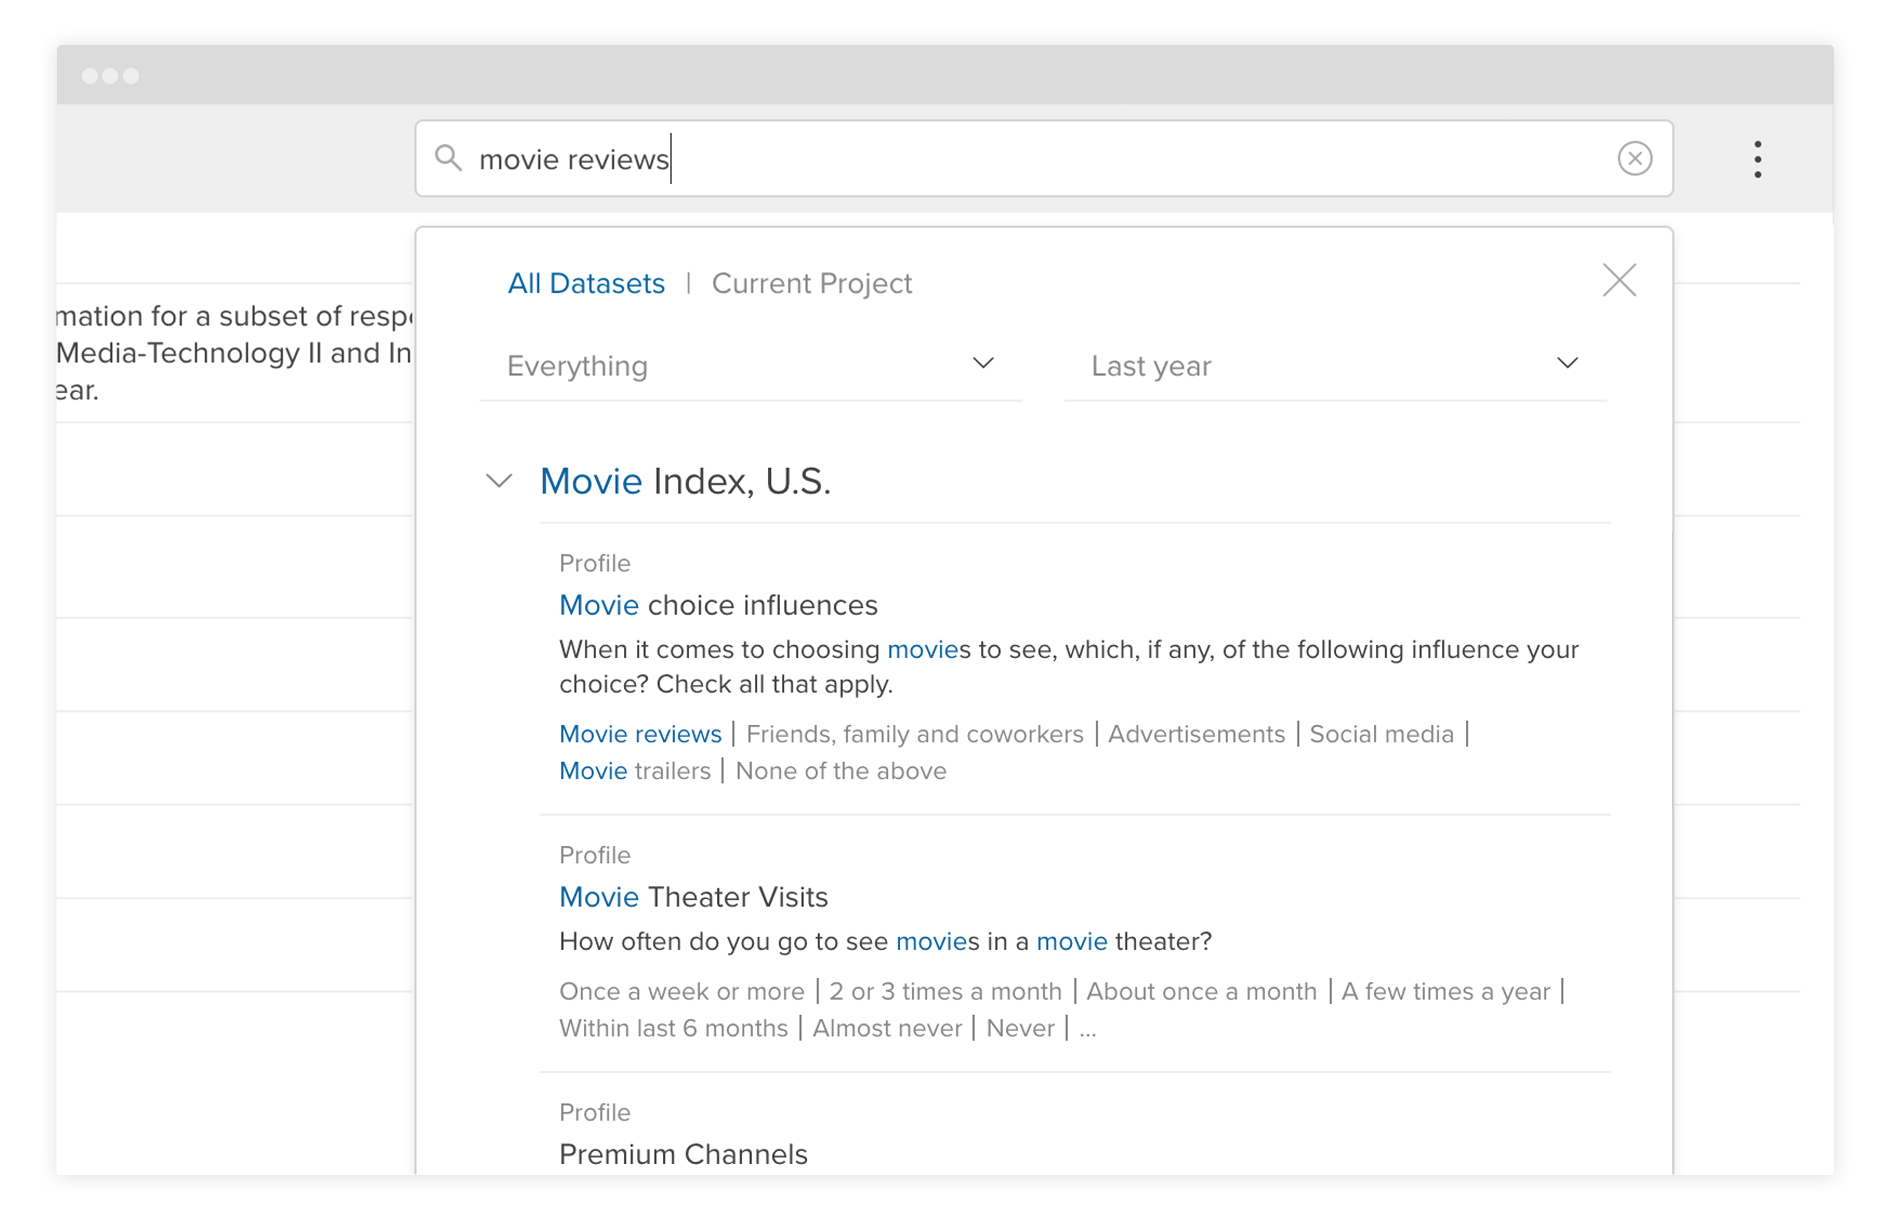 movie reviews
All Datasets | Current Project
Everything
Last year
mation for a subset of resp
Media-Technology II and In
ear.
Movie Index, U.S.
Profile
Movie choice influences
When it comes to choosing movies to see, which, if any, of the following influence your
choice? Check all that apply.
Movie reviews | Friends, family and coworkers | Advertisements | Social media |
Movie trailers | None of the above
Profile
Movie Theater Visits
How often do you go to see movies in a movie theater?
Once a week or more | 2 or 3 times a month | About once a month | A few times a year |
Within last 6 months | Almost never | Never | ...
Profile
Premium Channels